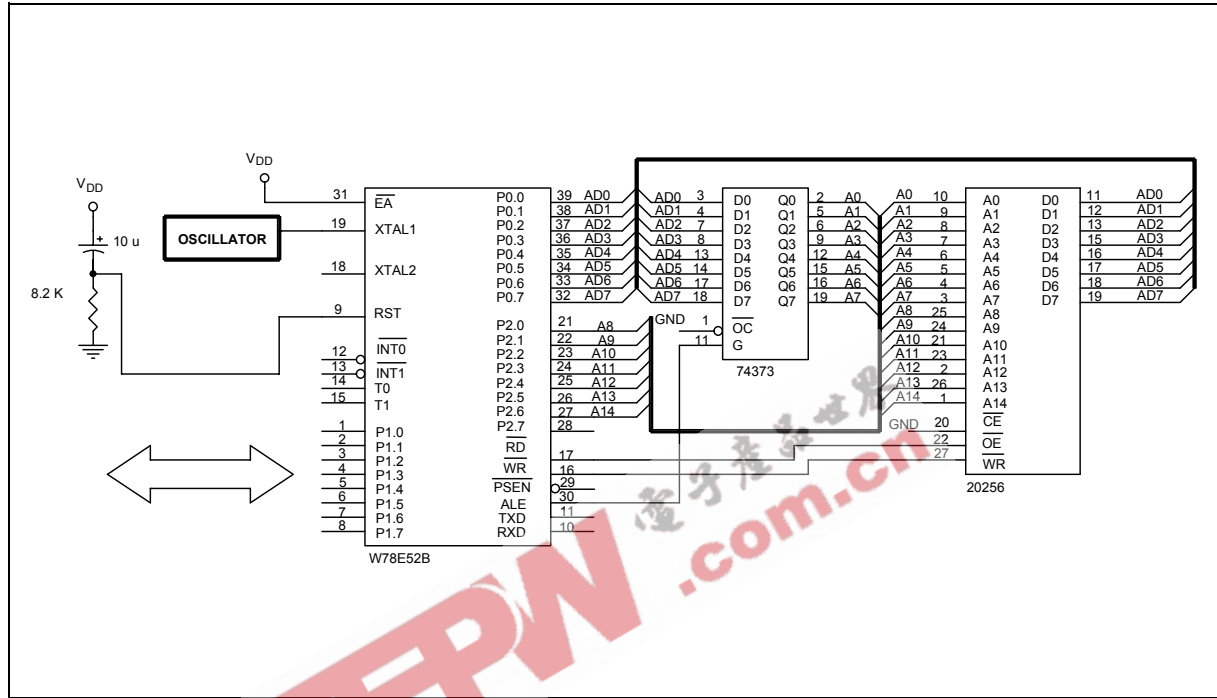 VDD
10 u
8.2 K
VDD
OSCILLATOR
31 EA
19 XTAL1
18 XTAL2
9 RST
12 INT0
13 INT1
14 T0
15 T1
1 P1.0
2 P1.1
3 P1.2
4 P1.3
5 P1.4
6 P1.5
7 P1.6
8 P1.7
P0.0 39 AD0
P0.1 38 AD1
P0.2 37 AD2
P0.3 36 AD3
P0.4 35 AD4
P0.5 34 AD5
P0.6 33 AD6
P0.7 32 AD7
P2.0 21 A8
P2.1 22 A9
P2.2 23 A10
P2.3 24 A11
P2.4 25 A12
P2.5 26 A13
P2.6 27 A14
P2.7 28
RD 17
WR 16
PSEN 29
ALE 30
TXD 11
RXD 10
W78E52B
AD0 3 D0 Q0 2 A0
AD1 4 D1 Q1 5 A1
AD2 7 D2 Q2 6 A2
AD3 8 D3 Q3 9 A3
AD4 13 D4 Q4 12 A4
AD5 14 D5 Q5 15 A5
AD6 17 D6 Q6 16 A6
AD7 18 D7 Q7 19 A7
GND 1 OC
11 G
74373
A0 10 A0 D0 11 AD0
A1 9 A1 D1 12 AD1
A2 8 A2 D2 13 AD2
A3 7 A3 D3 15 AD3
A4 6 A4 D4 16 AD4
A5 5 A5 D5 17 AD5
A6 4 A6 D6 18 AD6
A7 3 A7 D7 19 AD7
A8 25 A8
A9 24 A9
A10 21 A10
A11 23 A11
A12 2 A12
A13 26 A13
A14 1 A14
GND 20 CE
22 OE
27 WR
20256
電子產品世界
EEPW .com.cn